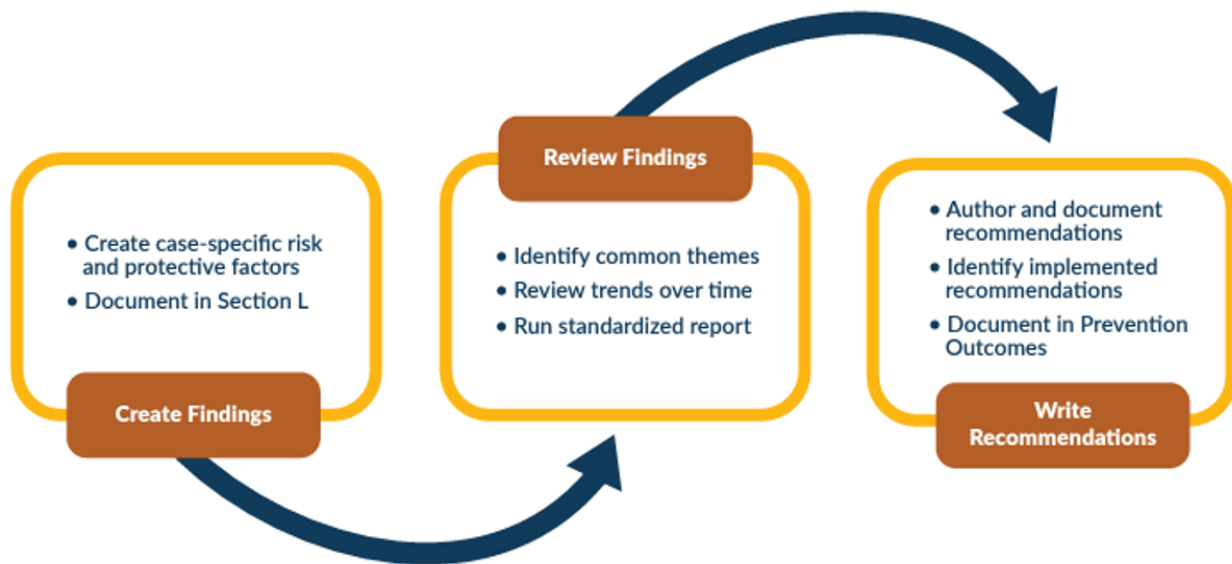 • Create case-specific risk
and protective factors
• Document in Section L
Create Findings
Review Findings
• Identify common themes
• Review trends over time
• Run standardized report
• Author and document
recommendations
• Identify implemented
recommendations
• Document in Prevention
Outcomes
Write
Recommendations